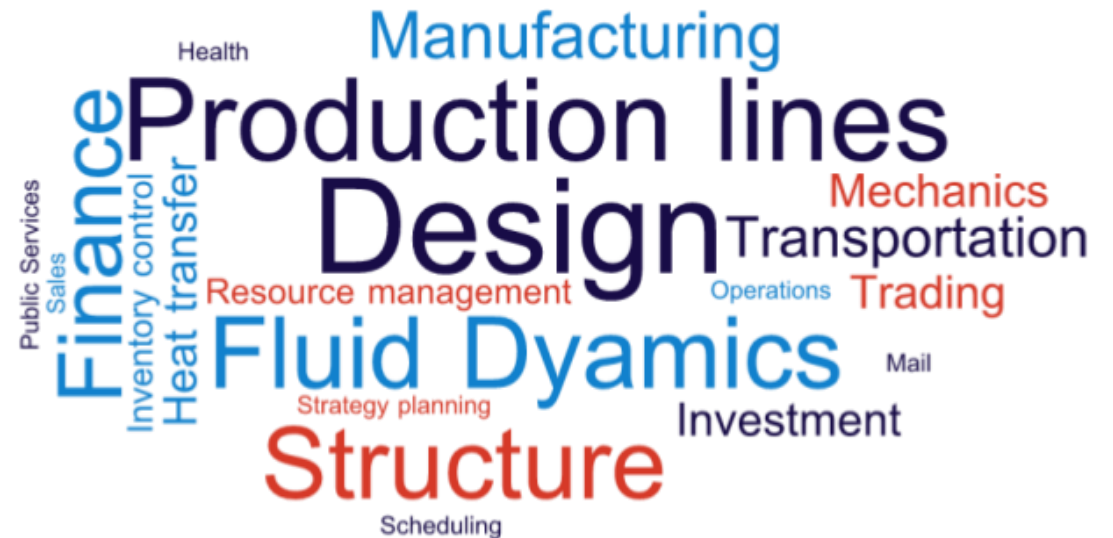 Manufacturing
Health
Production lines
Finance
Design
Mechanics
Transportation
Public Services
Sales
Inventory control
Heat transfer
Resource management
Operations
Trading
Fluid Dyamics
Mail
Strategy planning
Investment
Structure
Scheduling